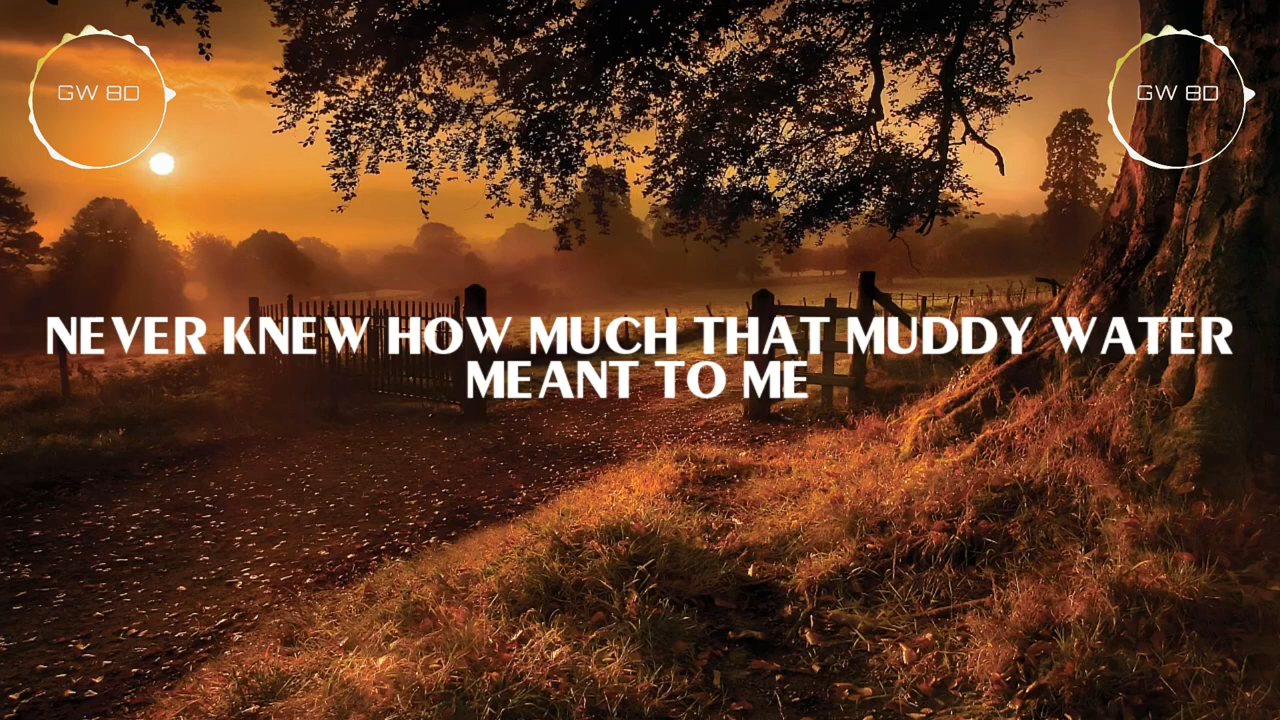 GW 8D
GW 8D
NEVER KNEW HOW MUCH THAT MUDDY WATER
MEANT TO ME